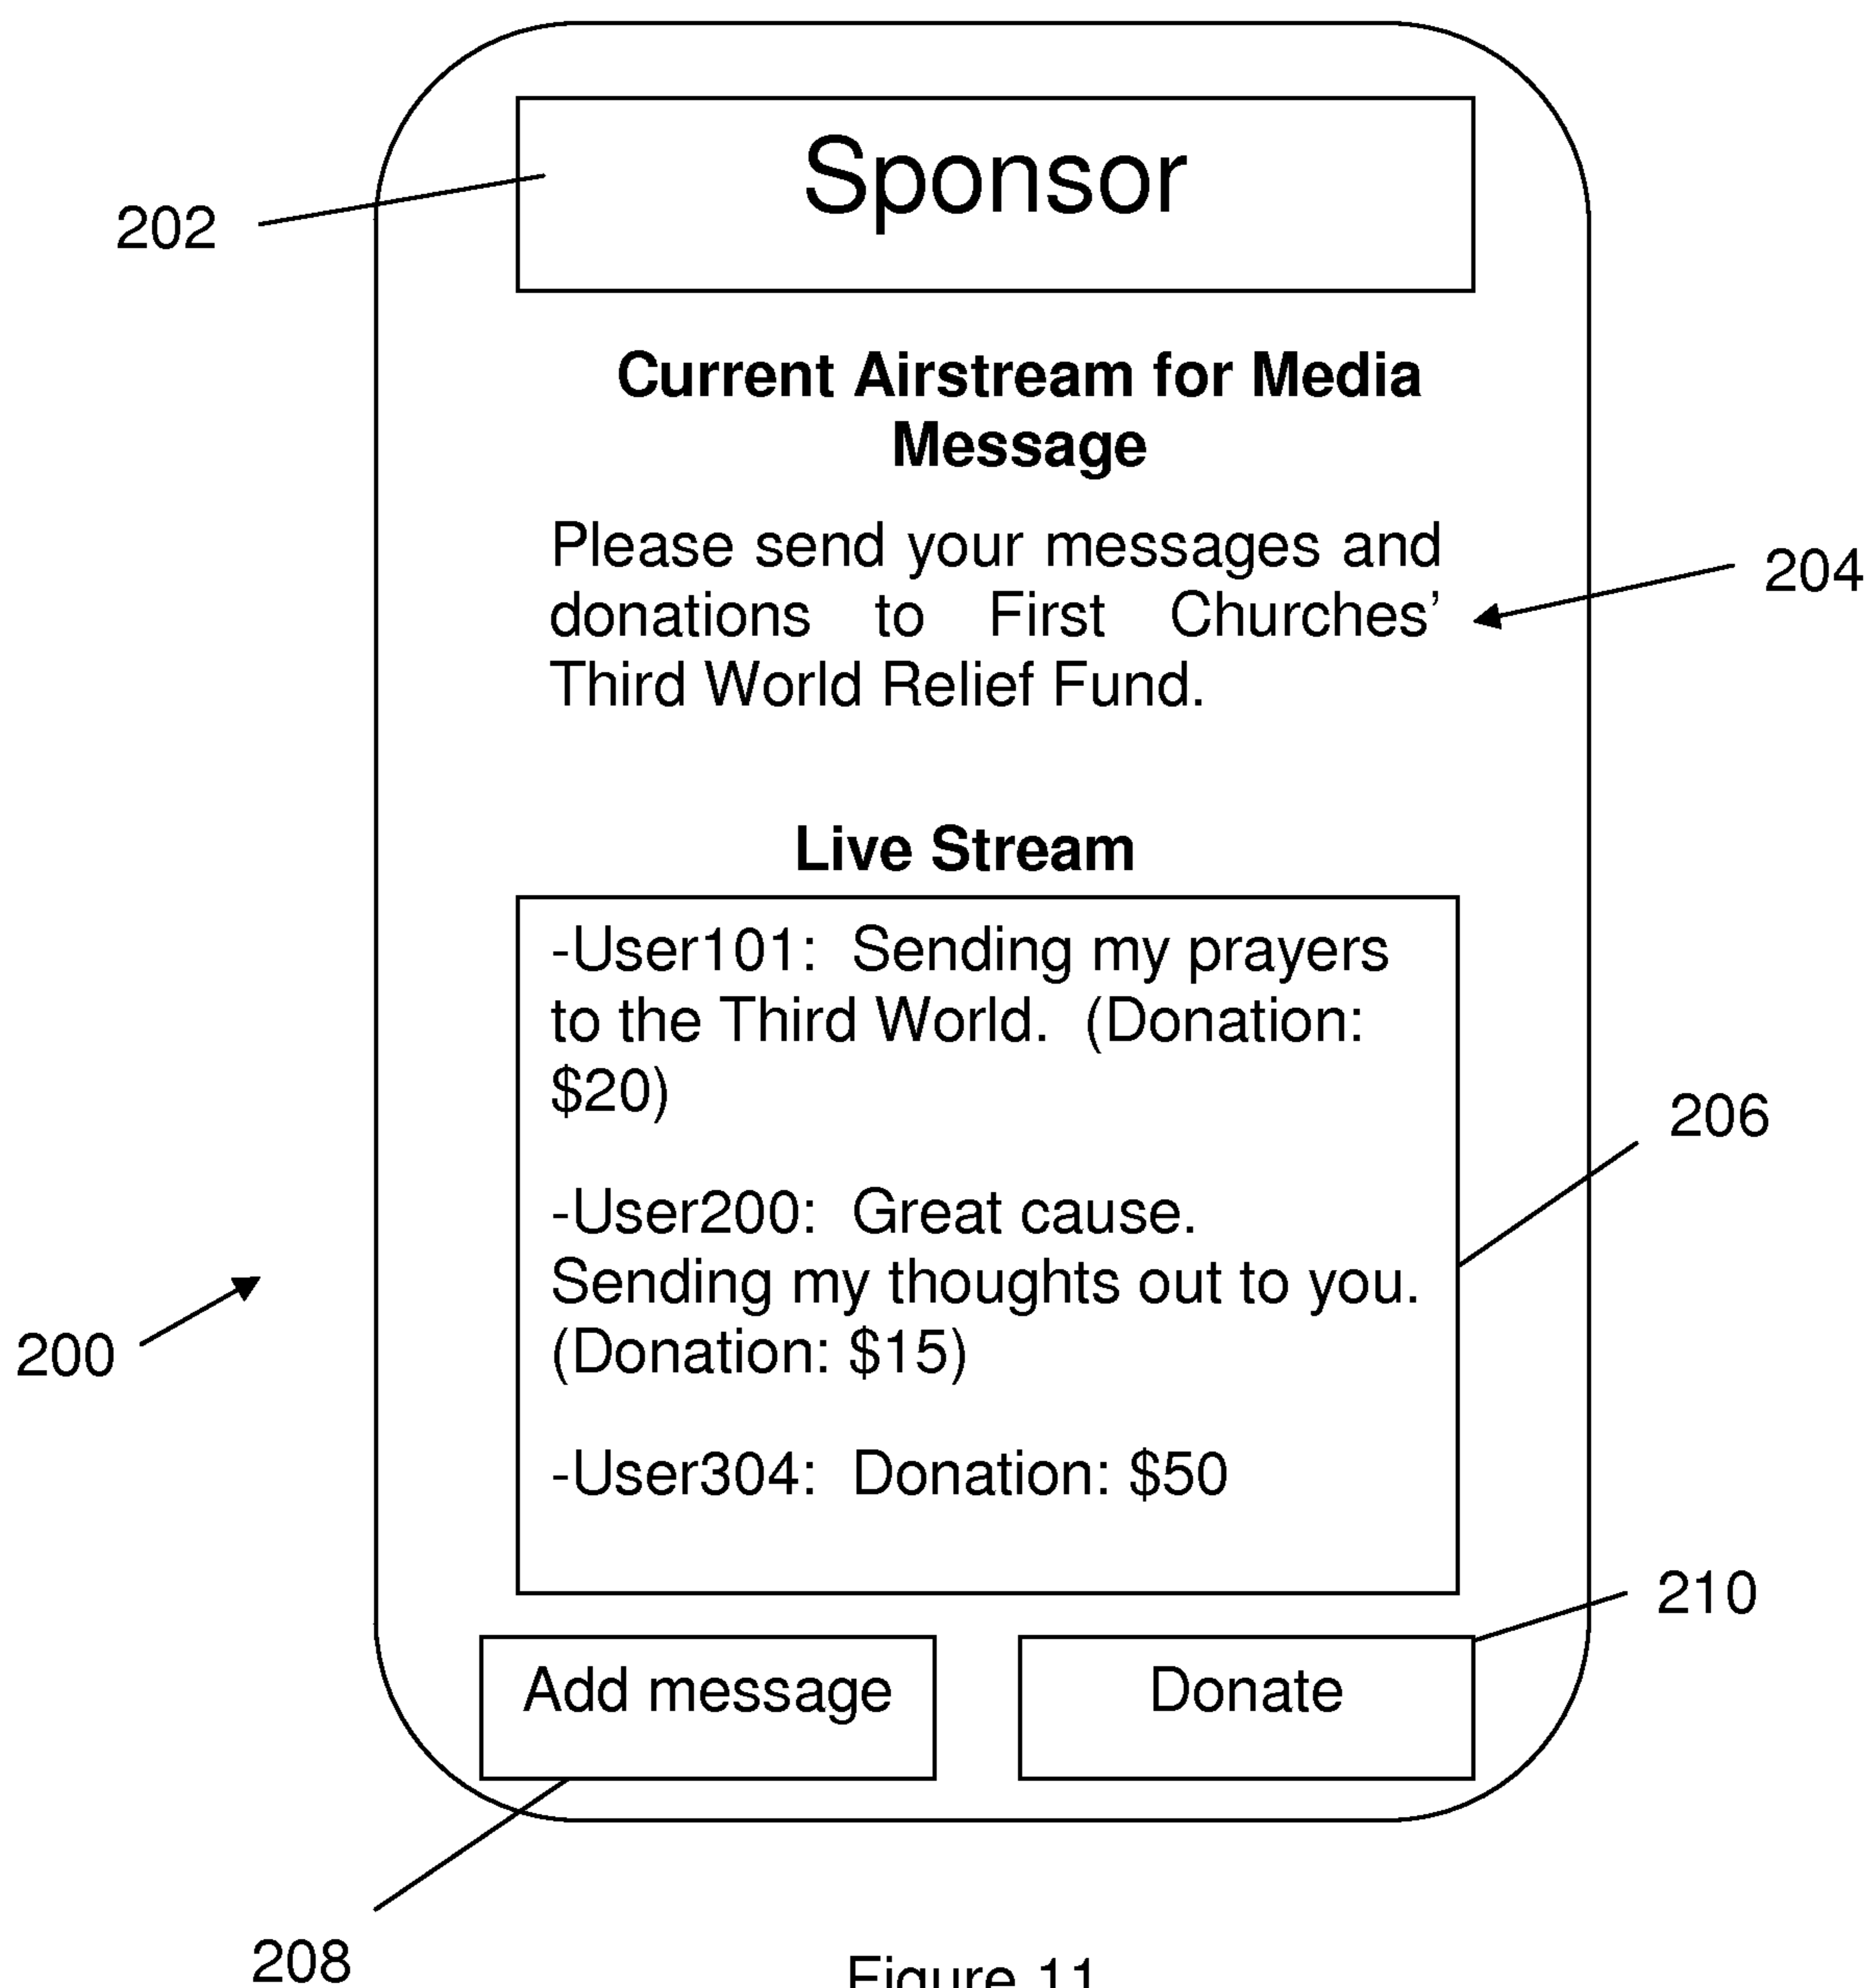 Sponsor
202
Current Airstream for Media
Message
Please send your messages and
donations to First Churches’
Third World Relief Fund.
204
Live Stream
-User101:  Sending my prayers
to the Third World.  (Donation:
$20)
206
-User200:  Great cause.
Sending my thoughts out to you.
(Donation: $15)
200
-User304:  Donation: $50
210
Add message
Donate
208
Figure 11